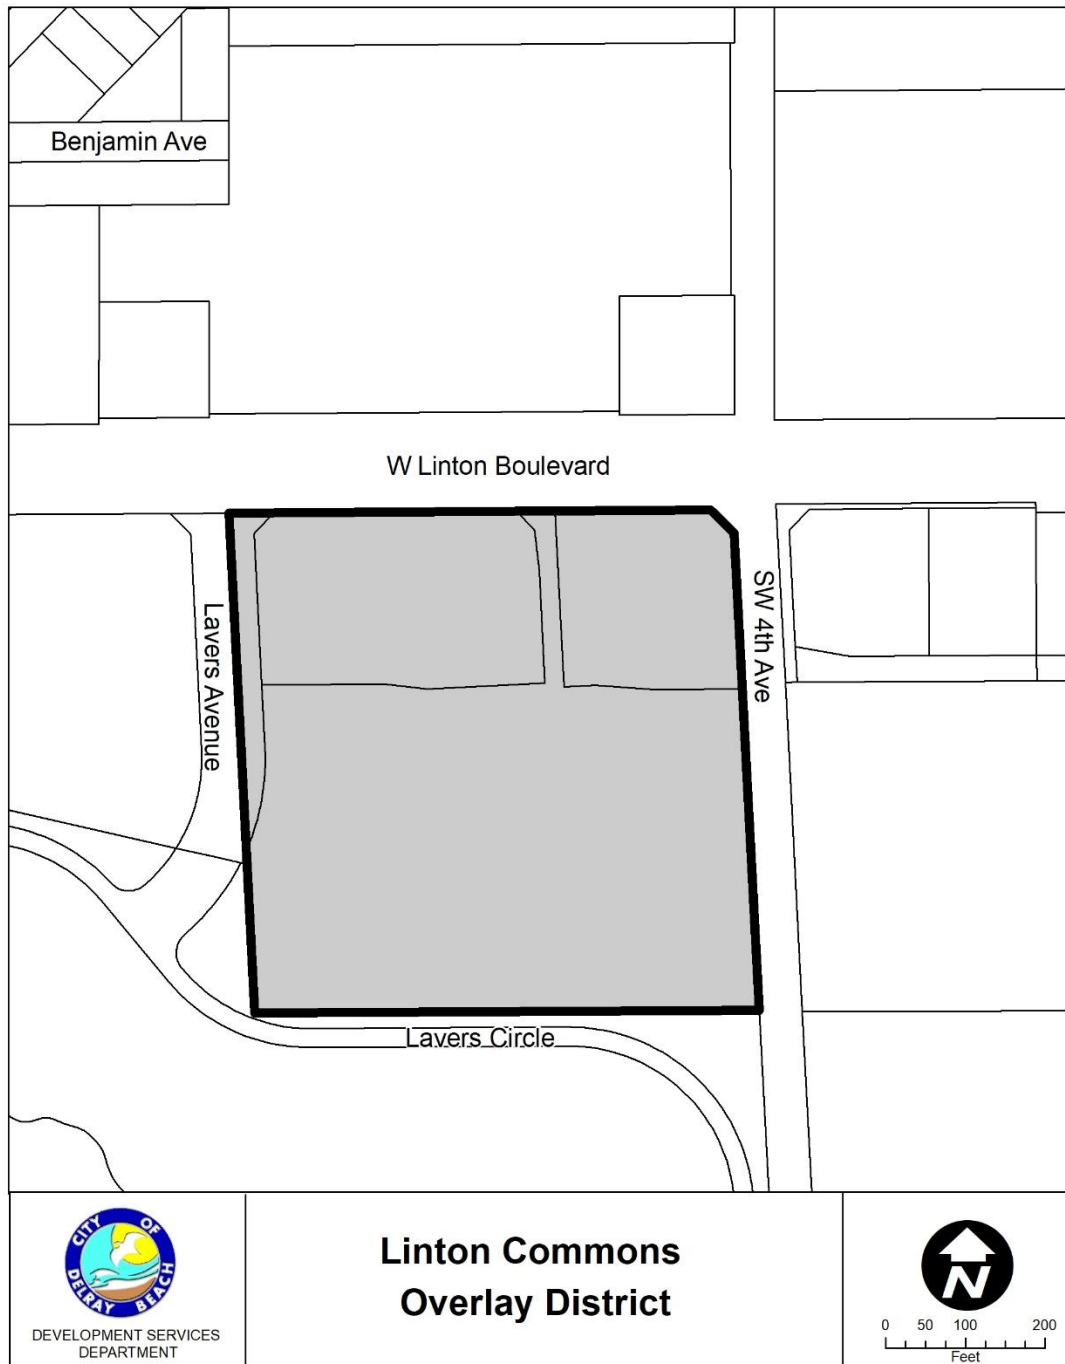 Benjamin Ave
W Linton Boulevard
Lavers Avenue
SW 4th Ave
Lavers Circle
CITY OF
DELRAY BEACH
DEVELOPMENT SERVICES
DEPARTMENT
Linton Commons
Overlay District
N
0 50 100 200
Feet